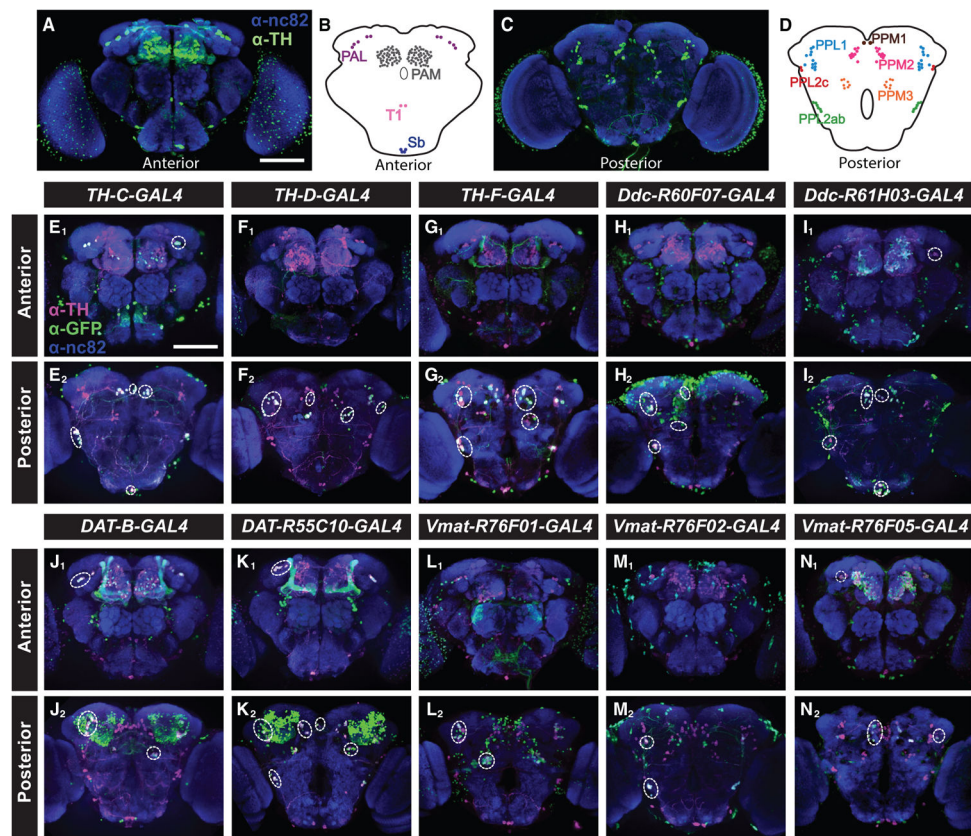 A
α-nc82
α-TH
Anterior
B
PAL
PAM
T1
Sb
Anterior
C
Posterior
D
PPM1
PPL1
PPM2
PPL2c
PPM3
PPL2ab
Posterior
TH-C-GAL4
TH-D-GAL4
TH-F-GAL4
Ddc-R60F07-GAL4
Ddc-R61H03-GAL4
Anterior
E1
α-TH
α-GFP
α-nc82
F1
G1
H1
I1
Posterior
E2
F2
G2
H2
I2
DAT-B-GAL4
DAT-R55C10-GAL4
Vmat-R76F01-GAL4
Vmat-R76F02-GAL4
Vmat-R76F05-GAL4
Anterior
J1
K1
L1
M1
N1
Posterior
J2
K2
L2
M2
N2